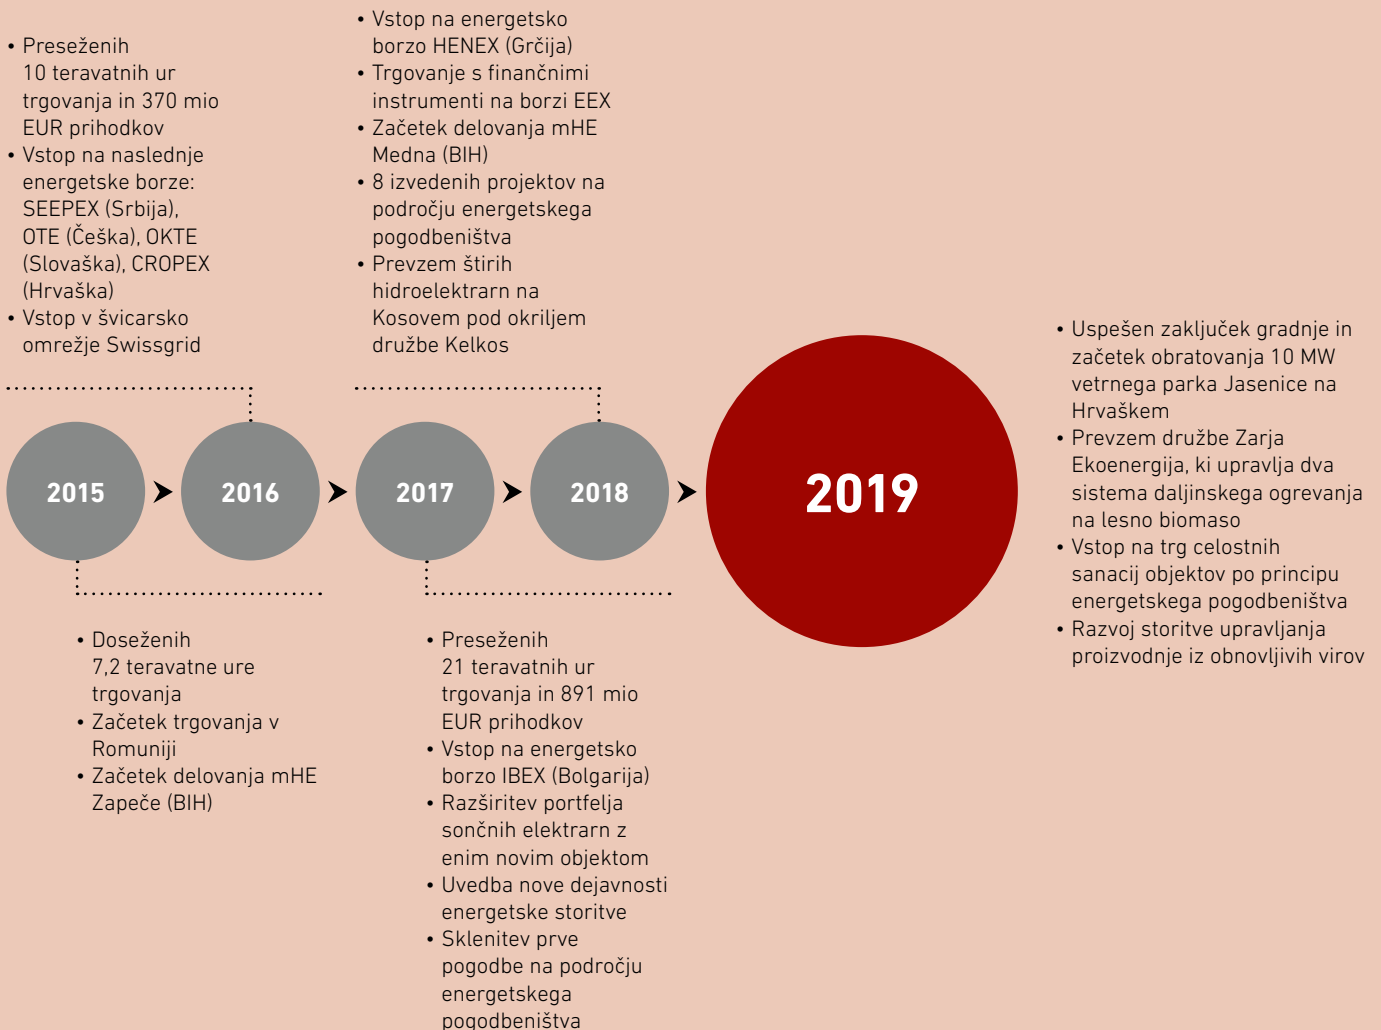 • Preseženih
10 teravatnih ur
trgovanja in 370 mio
EUR prihodkov
• Vstop na naslednje
energetske borze:
SEEPEX (Srbija),
OTE (Češka), OKTE
(Slovaška), CROPEX
(Hrvaška)
• Vstop v švicarsko
omrežje Swissgrid
• Vstop na energetsko
borzo HENEX (Grčija)
• Trgovanje s finančnimi
instrumenti na borzi EEX
• Začetek delovanja mHE
Medna (BIH)
• 8 izvedenih projektov na
področju energetskega
pogodbeništva
• Prevzem štirih
hidroelektrarn na
Kosovem pod okriljem
družbe Kelkos
2015
2016
2017
2018
2019
• Uspešen zaključek gradnje in
začetek obratovanja 10 MW
vetrnega parka Jasenice na
Hrvaškem
• Prevzem družbe Zarja
Ekoenergija, ki upravlja dva
sistema daljinskega ogrevanja
na lesno biomaso
• Vstop na trg celostnih
sanacij objektov po principu
energetskega pogodbeništva
• Razvoj storitve upravljanja
proizvodnje iz obnovljivih virov
• Doseženih
7,2 teravatne ure
trgovanja
• Začetek trgovanja v
Romuniji
• Začetek delovanja mHE
Zapeče (BIH)
• Preseženih
21 teravatnih ur
trgovanja in 891 mio
EUR prihodkov
• Vstop na energetsko
borzo IBEX (Bolgarija)
• Razširitev portfelja
sončnih elektrarn z
enim novim objektom
• Uvedba nove dejavnosti
energetske storitve
• Sklenitev prve
pogodbe na področju
energetskega
pogodbeništva